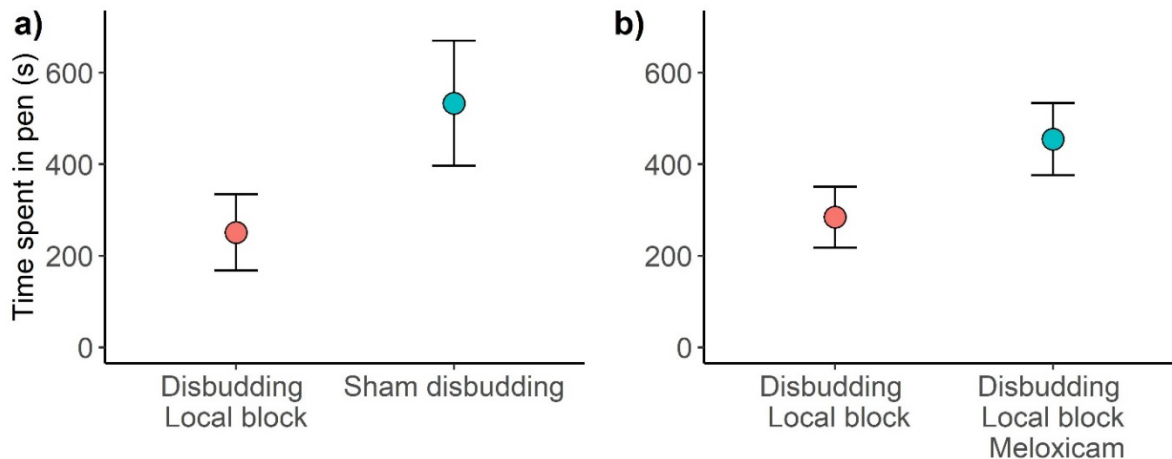 a)
Time spent in pen (s)
600
400
200
0
Disbudding
Local block
Sham disbudding
b)
600
400
200
0
Disbudding
Local block
Disbudding
Local block
Meloxicam